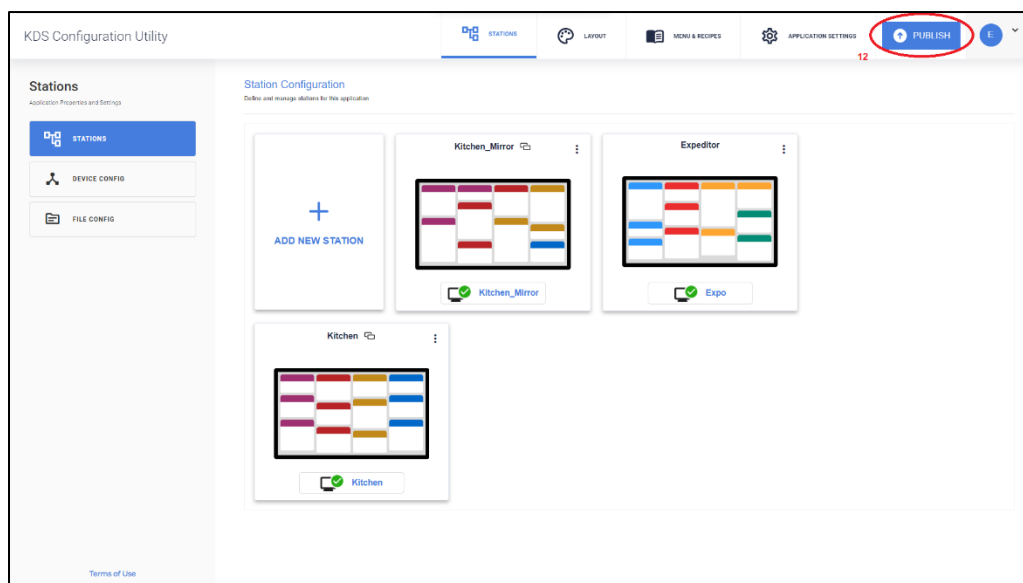 KDS Configuration Utility
STATIONS
LAYOUT
MENU & RECIPES
APPLICATION SETTINGS
PUBLISH
E
12
Stations
Application Properties and Settings
STATIONS
DEVICE CONFIG
FILE CONFIG
Terms of Use
Station Configuration
Define and manage stations for this application
ADD NEW STATION
Kitchen_Mirror
Kitchen_Mirror
Expeditor
Expo
Kitchen
Kitchen